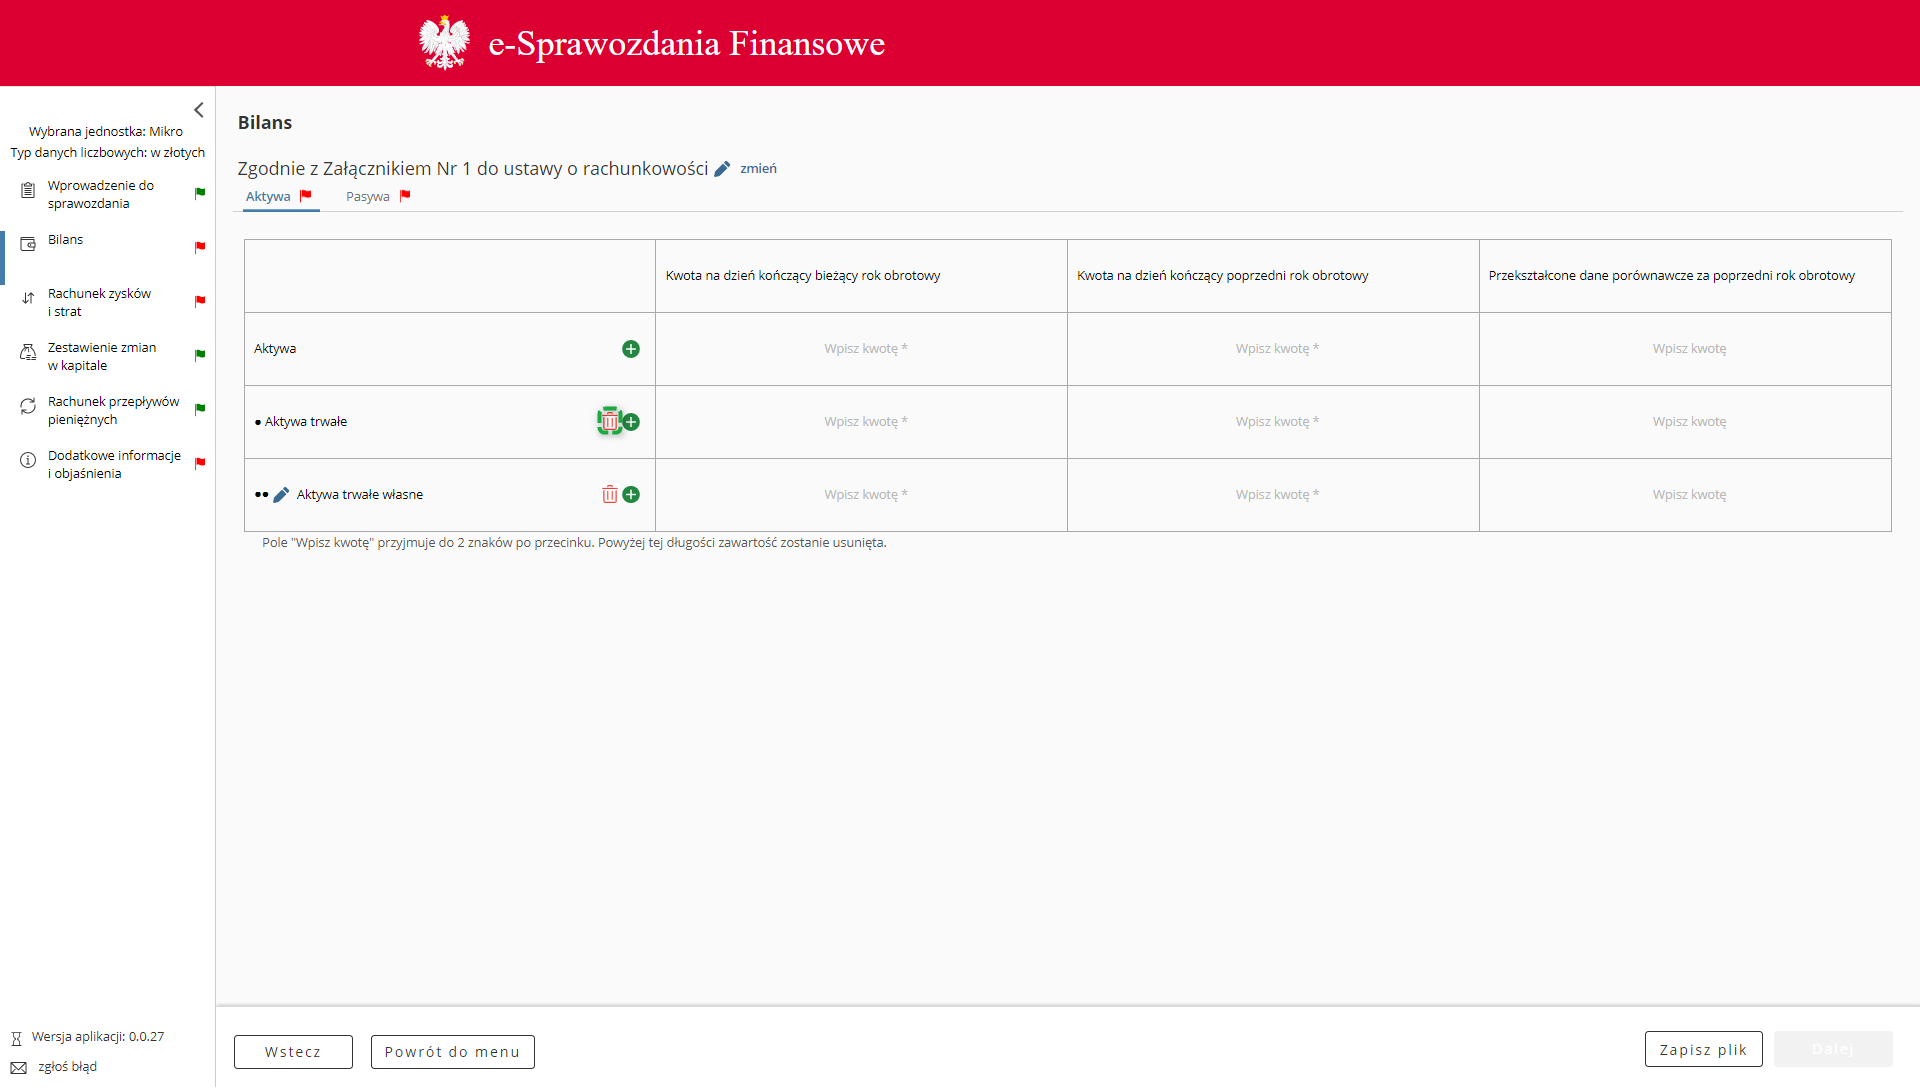 e-Sprawozdania Finansowe
Wybrana jednostka: Mikro
Typ danych liczbowych: w złotych
Wprowadzenie do
sprawozdania
Bilans
Rachunek zysków
i strat
Zestawienie zmian
w kapitale
Rachunek przepływów
pieniężnych
Dodatkowe informacje
i objaśnienia
Wersja aplikacji: 0.0.27
zgłoś błąd
Bilans
Zgodnie z Załącznikiem Nr 1 do ustawy o rachunkowości zmień
Aktywa Pasywa
Kwota na dzień kończący bieżący rok obrotowy Kwota na dzień kończący poprzedni rok obrotowy Przekształcone dane porównawcze za poprzedni rok obrotowy
Aktywa Wpisz kwotę * Wpisz kwotę * Wpisz kwotę
• Aktywa trwałe Wpisz kwotę * Wpisz kwotę * Wpisz kwotę
•• Aktywa trwałe własne Wpisz kwotę * Wpisz kwotę * Wpisz kwotę
Pole "Wpisz kwotę" przyjmuje do 2 znaków po przecinku. Powyżej tej długości zawartość zostanie usunięta.
Wstecz Powrót do menu Zapisz plik Dalej